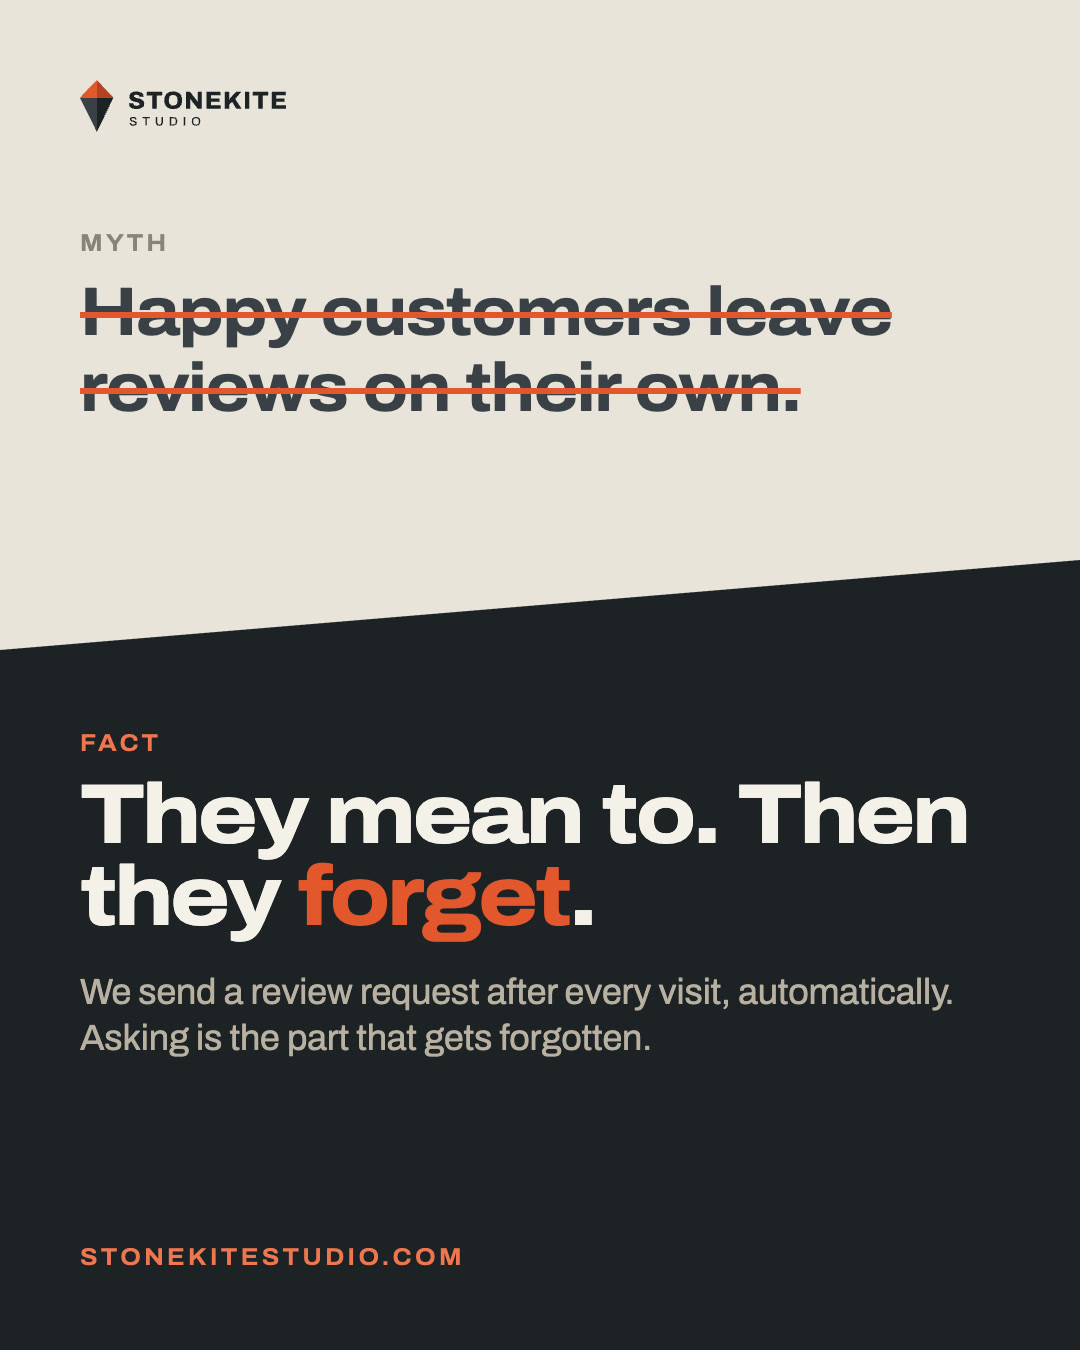 STONEKITE
STUDIO
MYTH
Happy customers leave
reviews on their own.
FACT
They mean to. Then
they forget.
We send a review request after every visit, automatically.
Asking is the part that gets forgotten.
STONEKITESTUDIO.COM